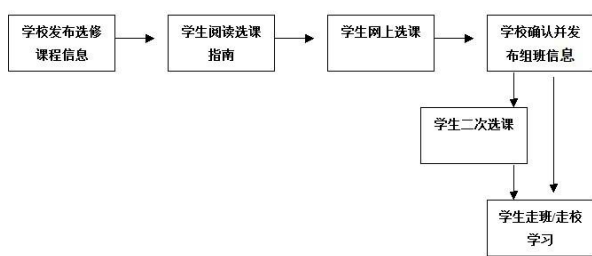 学校发布选修
课程信息
学生阅读选课
指南
学生网上选课
学校确认并发
布组班信息
学生二次选课
学生走班/走校
学习